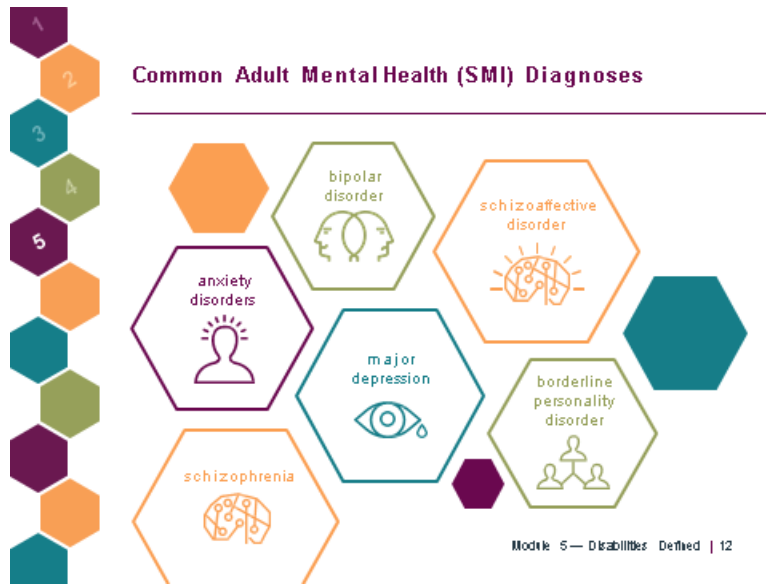 1
2
3
4
5
Common Adult Mental Health (SMI) Diagnoses
bipolar
disorder
schizoaffective
disorder
anxiety
disorders
major
depression
borderline
personality
disorder
schizophrenia
Module 5 — Disabilities Defined | 12